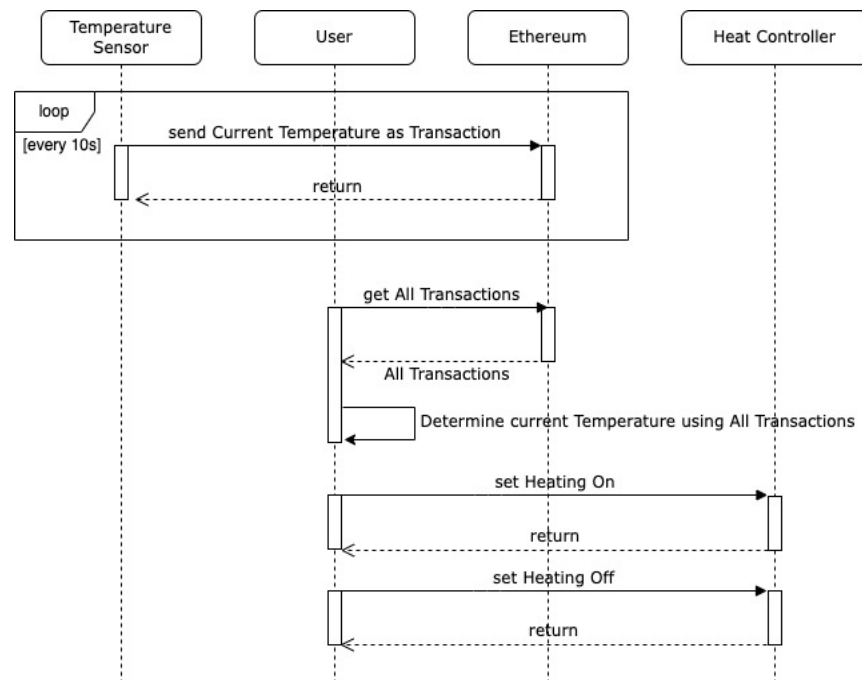 Temperature
Sensor
User
Ethereum
Heat Controller
loop
[every 10s]
send Current Temperature as Transaction
return
get All Transactions
All Transactions
Determine current Temperature using All Transactions
set Heating On
return
set Heating Off
return